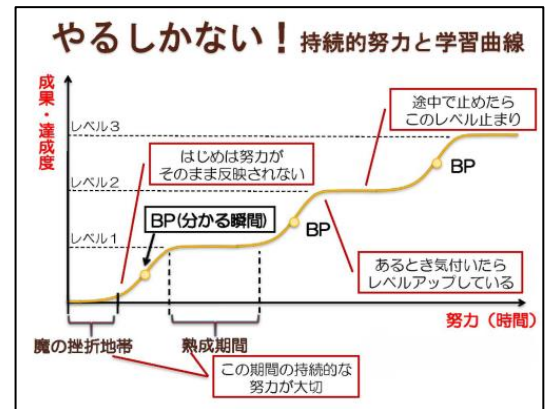 やるしかない！ 持続的努力と学習曲線
成果・達成度
途中で止めたら
このレベル止まり
レベル3
はじめは努力が
そのまま反映されない
BP
レベル2
BP(分かる瞬間)
BP
レベル1
あるとき気付いたら
レベルアップしている
努力（時間）
魔の挫折地帯
熟成期間
この期間の持続的な
努力が大切